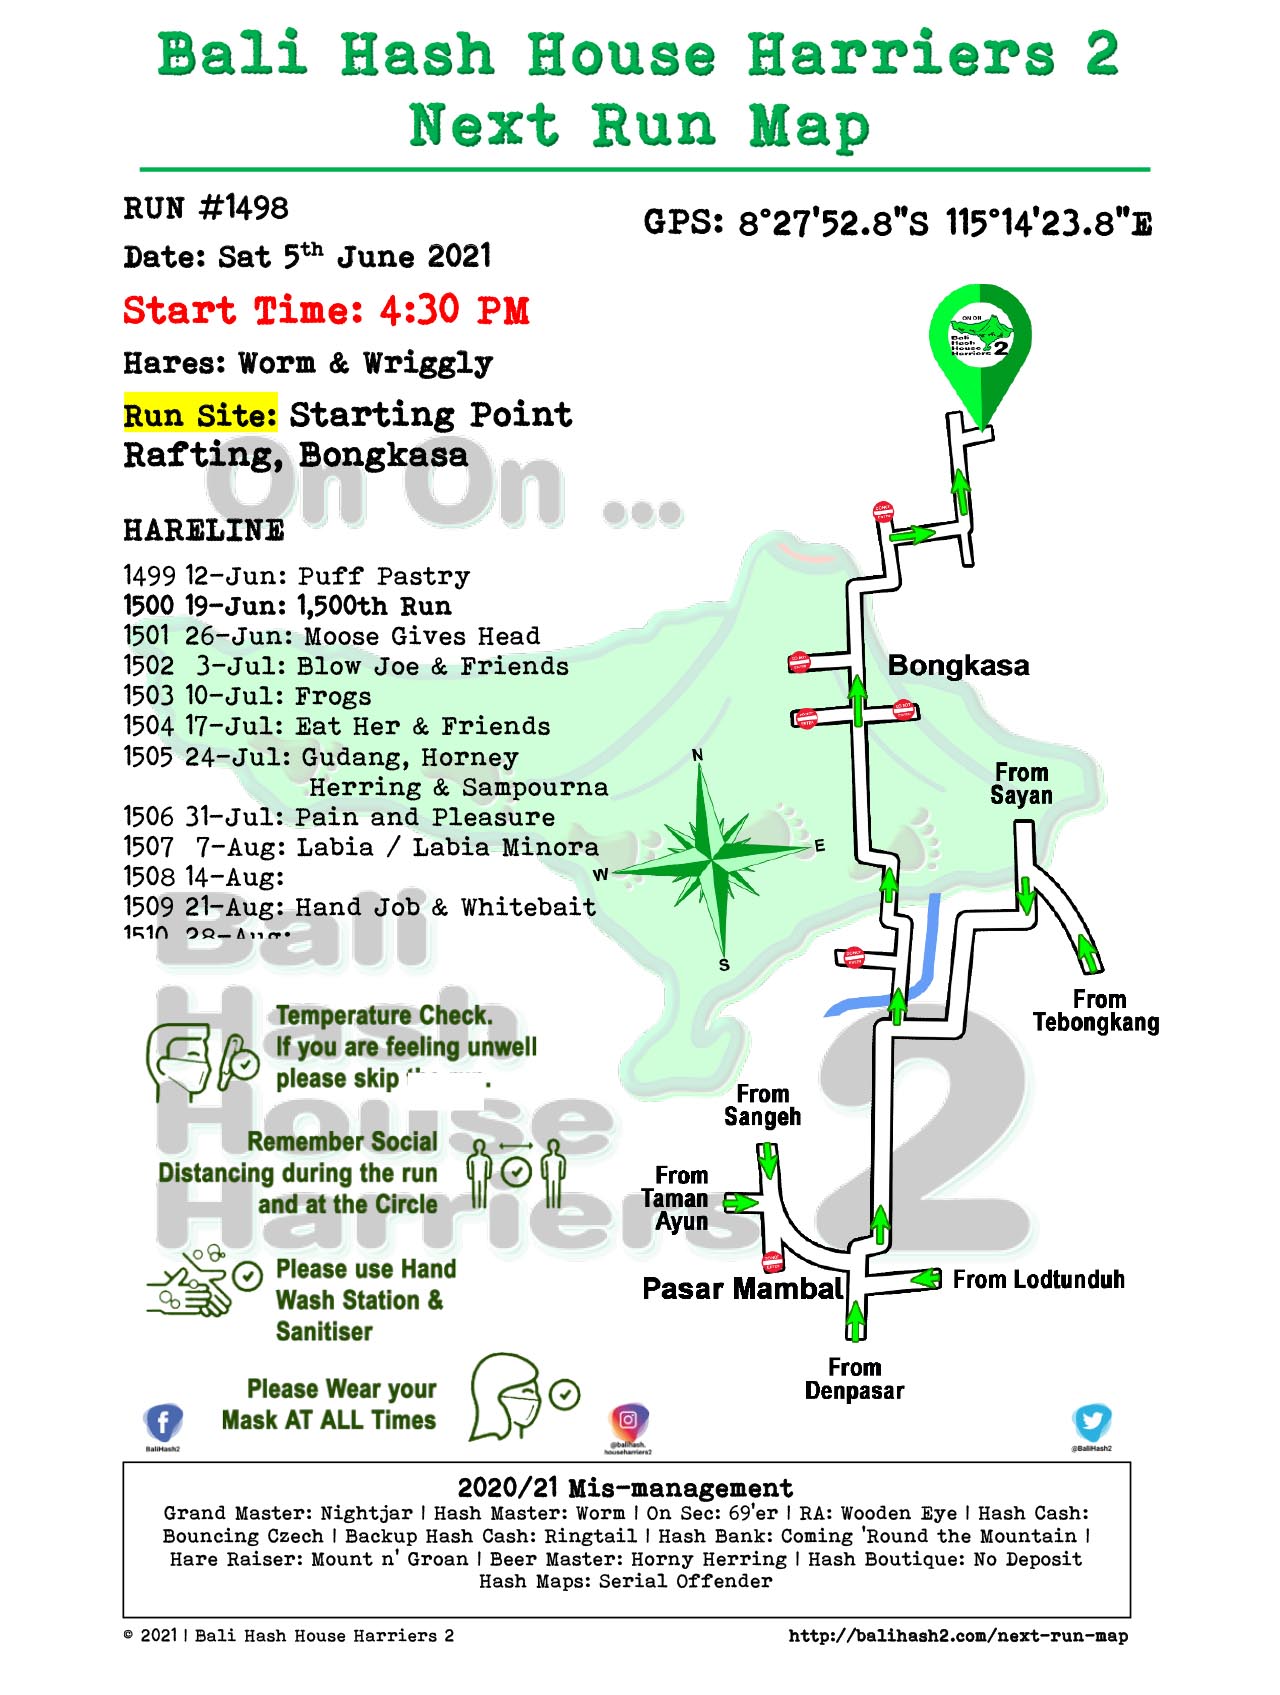 Bali Hash House Harriers 2
Next Run Map
RUN #1498
GPS: 8°27'52.8"S 115°14'23.8"E
Date: Sat 5th June 2021
Start Time: 4:30 PM
Hares: Worm & Wriggly
Run Site: Starting Point
Rafting, Bongkasa
On On ...
HARELINE
1499 12-Jun: Puff Pastry
1500 19-Jun: 1,500th Run
1501 26-Jun: Moose Gives Head
1502 3-Jul: Blow Joe & Friends
1503 10-Jul: Frogs
1504 17-Jul: Eat Her & Friends
1505 24-Jul: Gudang, Horney
Herring & Sampourna
1506 31-Jul: Pain and Pleasure
1507 7-Aug: Labia / Labia Minora
1508 14-Aug:
1509 21-Aug: Hand Job & Whitebait
1510 28-Aug:
Bali
Hash
House
Harriers 2
Temperature Check.
If you are feeling unwell
please skip
Remember Social
Distancing during the run
and at the Circle
Please use Hand
Wash Station &
Sanitiser
Please Wear your
Mask AT ALL Times
ON ON
Bali
Hash
House
Harriers 2
Bongkasa
From
Sayan
N
E
W
S
From
Tebongkang
From
Sangeh
From
Taman
Ayun
Pasar Mambal
From Lodtunduh
From
Denpasar
BaliHash2
@balihash.
househarriers2
@BaliHash2
2020/21 Mis-management
Grand Master: Nightjar | Hash Master: Worm | On Sec: 69'er | RA: Wooden Eye | Hash Cash:
Bouncing Czech | Backup Hash Cash: Ringtail | Hash Bank: Coming 'Round the Mountain |
Hare Raiser: Mount n' Groan | Beer Master: Horny Herring | Hash Boutique: No Deposit
Hash Maps: Serial Offender
© 2021 | Bali Hash House Harriers 2
http://balihash2.com/next-run-map